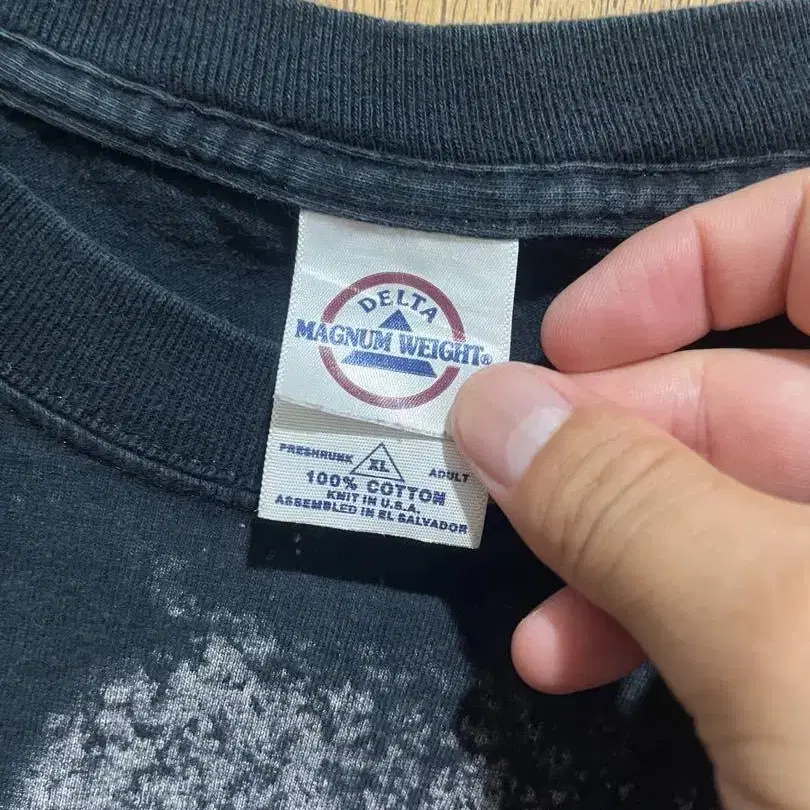 DELTA
MAGNUM WEIGHT®
PRESHRUNK XL ADULT
100% COTTON
KNIT IN U.S.A.
ASSEMBLED IN EL SALVADOR